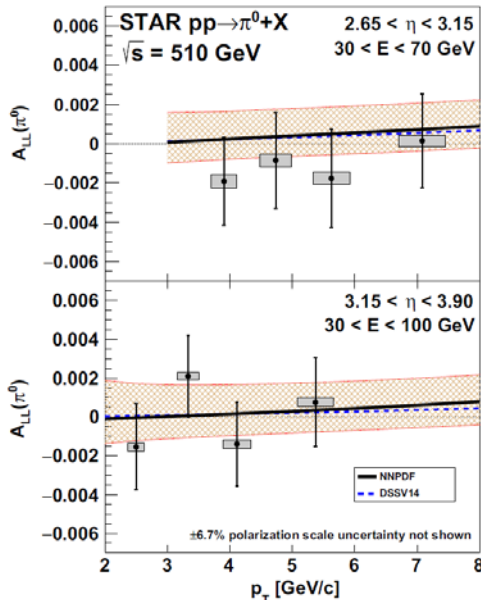 STAR pp→π⁰+X
√s = 510 GeV
2.65 < η < 3.15
30 < E < 70 GeV
A_LL(π⁰)
0.006
0.004
0.002
0
−0.002
−0.004
−0.006
3.15 < η < 3.90
30 < E < 100 GeV
A_LL(π⁰)
0.006
0.004
0.002
0
−0.002
−0.004
−0.006
NNPDF
DSSV14
±6.7% polarization scale uncertainty not shown
2 3 4 5 6 7 8
p_T [GeV/c]